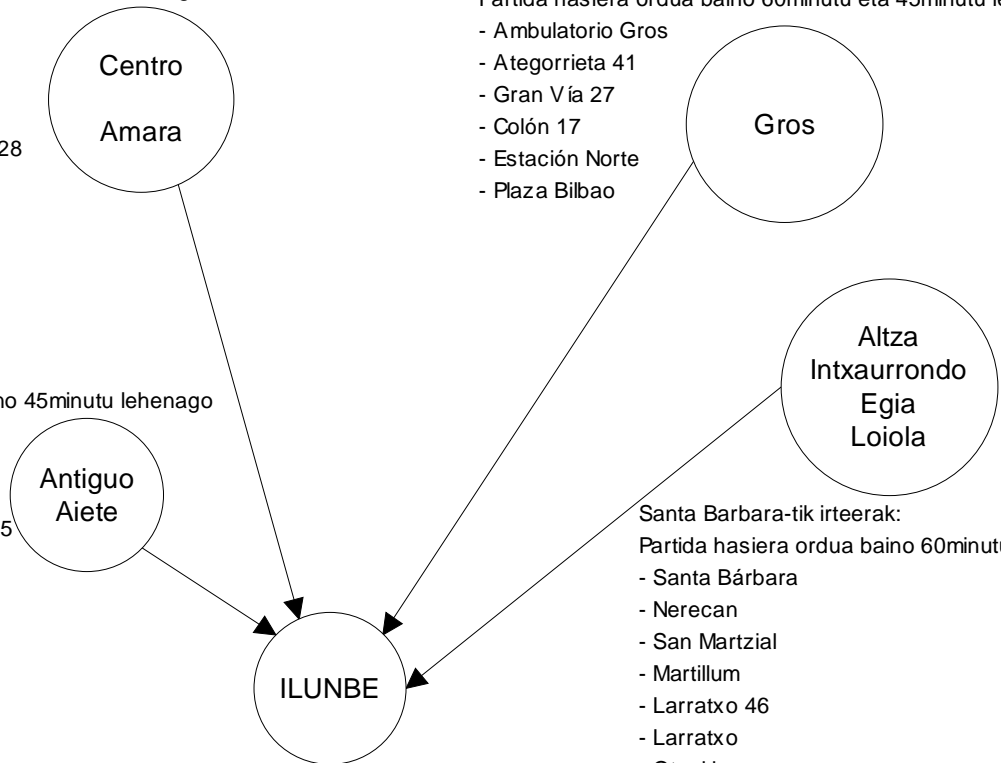 Partida hasiera ordua baino 60minutu eta 45minutu
- Ambulatorio Gros
- Ategorrieta 41
- Gran Vía 27
- Colón 17
- Estación Norte
- Plaza Bilbao
Centro
Amara
28
Gros
Altza
Intxaurrondo
Egia
Loiola
45minutu lehenago
Antiguo
Aiete
5
Santa Barbara-tik irteerak:
Partida hasiera ordua baino 60minutu
- Santa Bárbara
- Nerecan
- San Martzial
- Martillum
- Larratxo 46
- Larratxo
ILUNBE